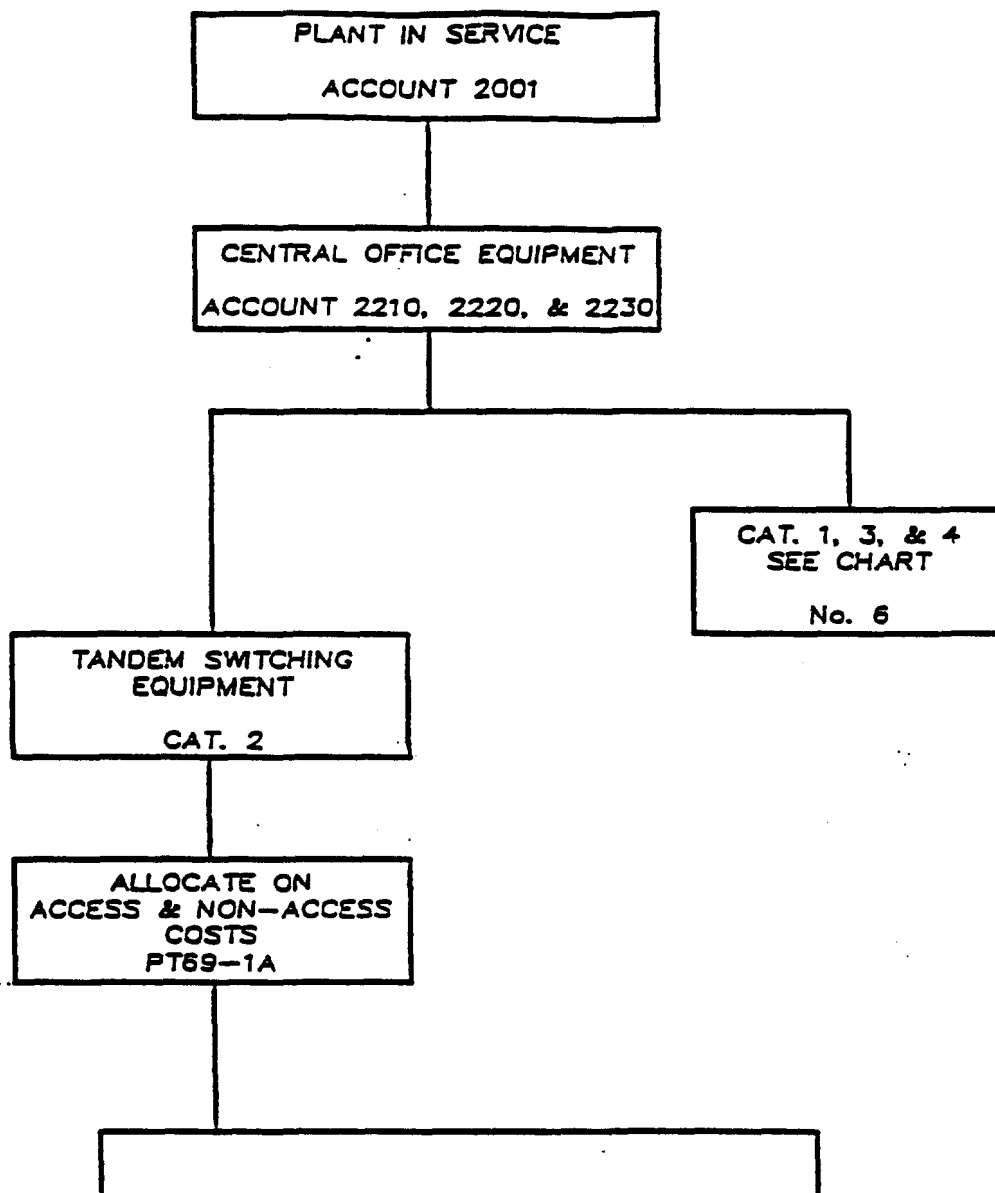 PLANT IN SERVICE
ACCOUNT 2001
CENTRAL OFFICE EQUIPMENT
ACCOUNT 2210, 2220, & 2230
CAT. 1, 3, & 4
SEE CHART
No. 6
TANDEM SWITCHING
EQUIPMENT
CAT. 2
ALLOCATE ON
ACCESS & NON-ACCESS
COSTS
PT69-1A